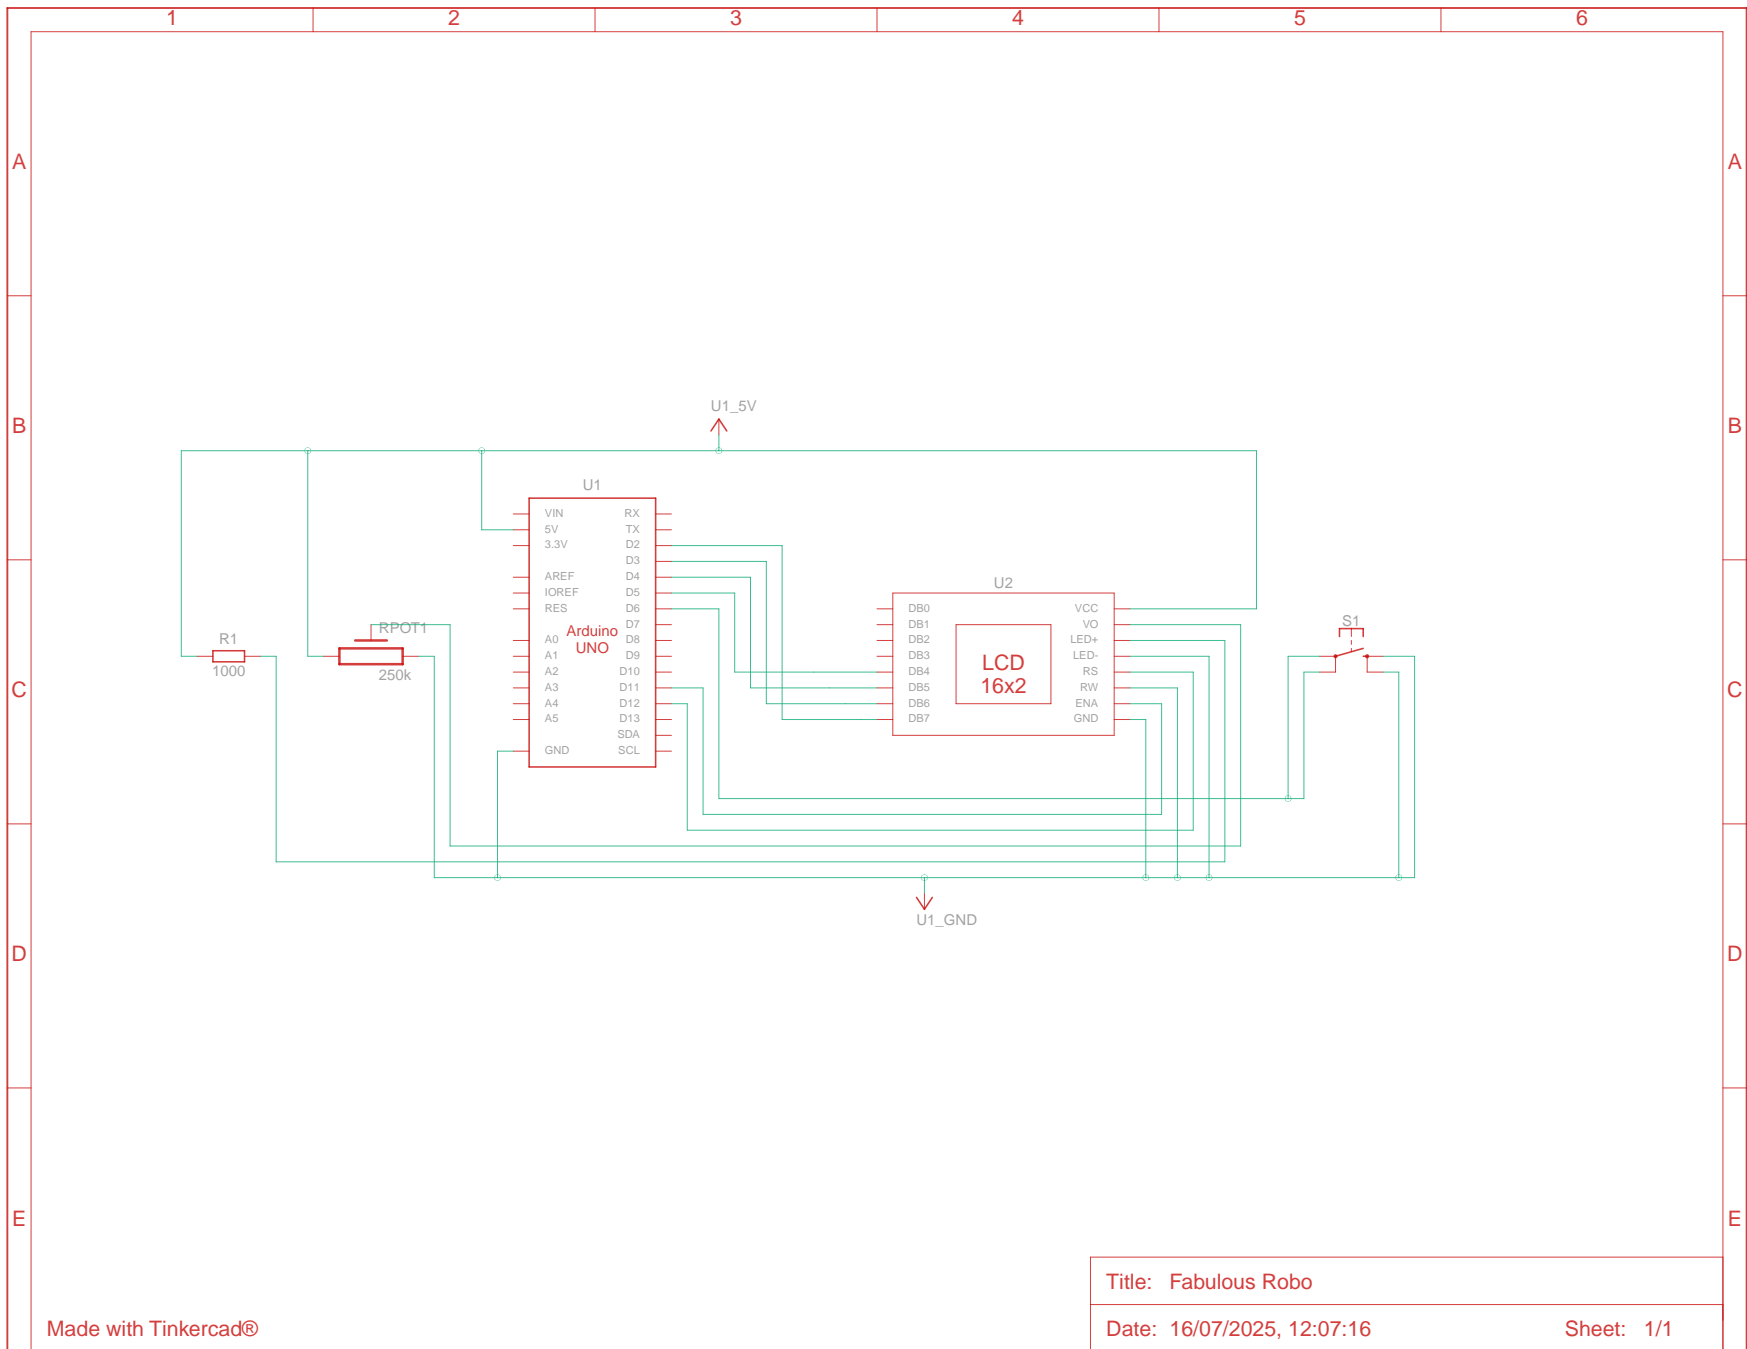 1 2 3 4 5 6
A A
B B
U1_5V
U1
VIN RX
5V TX
3.3V D2
D3
AREF D4
IOREF D5
RES D6
D7
A0 D8
A1 D9
A2 D10
A3 D11
A4 D12
A5 D13
SDA
GND SCL
Arduino
UNO
R1
1000
RPOT1
250k
U2
DB0 VCC
DB1 VO
DB2 LED+
DB3 LED-
DB4 RS
DB5 RW
DB6 ENA
DB7 GND
LCD
16x2
S1
C C
U1_GND
D D
E E
Title: Fabulous Robo
Made with Tinkercad®
Date: 16/07/2025, 12:07:16 Sheet: 1/1